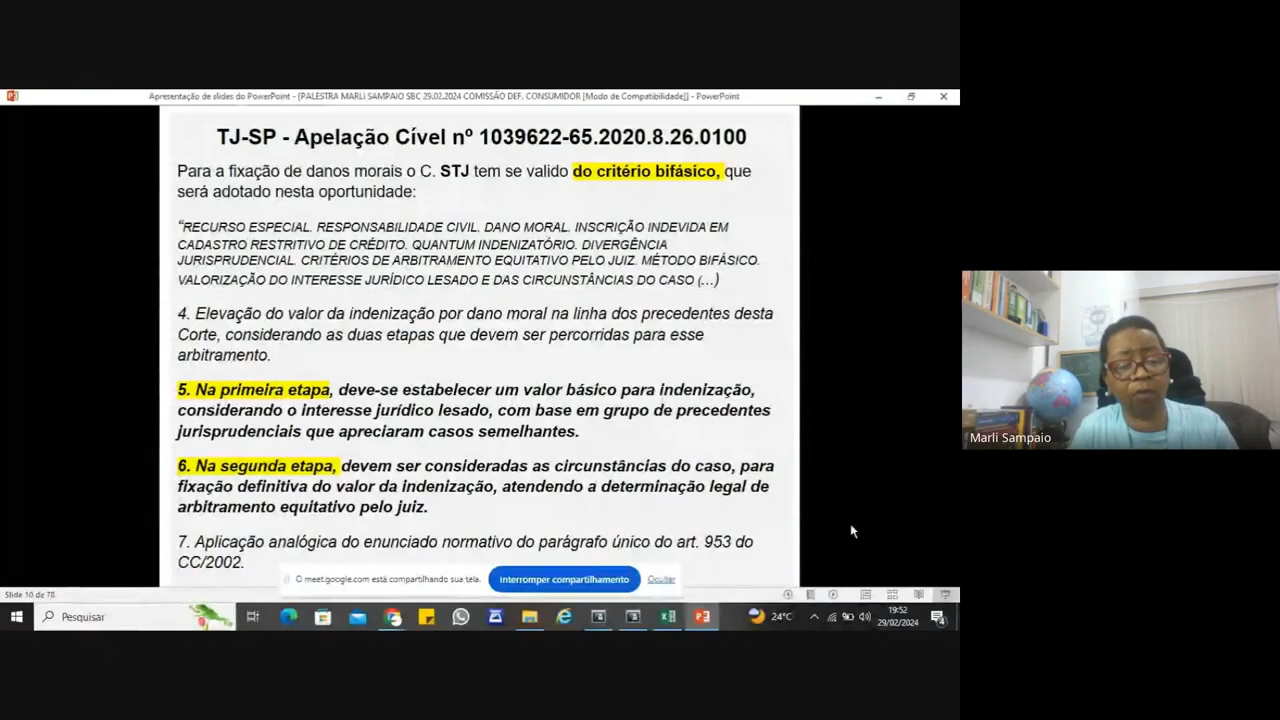 Apresentação de slides do PowerPoint - [PALESTRA MARLI SAMPAIO SBC 29.02.2024 COMISSÃO DEF. CONSUMIDOR [Modo de Compatibilidade]] - PowerPoint
TJ-SP - Apelação Cível nº 1039622-65.2020.8.26.0100
Para a fixação de danos morais o C. STJ tem se valido do critério bifásico, que
será adotado nesta oportunidade:
“RECURSO ESPECIAL. RESPONSABILIDADE CIVIL. DANO MORAL. INSCRIÇÃO INDEVIDA EM
CADASTRO RESTRITIVO DE CRÉDITO. QUANTUM INDENIZATÓRIO. DIVERGÊNCIA
JURISPRUDENCIAL. CRITÉRIOS DE ARBITRAMENTO EQUITATIVO PELO JUIZ. MÉTODO BIFÁSICO.
VALORIZAÇÃO DO INTERESSE JURÍDICO LESADO E DAS CIRCUNSTÂNCIAS DO CASO (...)
4. Elevação do valor da indenização por dano moral na linha dos precedentes desta
Corte, considerando as duas etapas que devem ser percorridas para esse
arbitramento.
5. Na primeira etapa, deve-se estabelecer um valor básico para indenização,
considerando o interesse jurídico lesado, com base em grupo de precedentes
jurisprudenciais que apreciaram casos semelhantes.
6. Na segunda etapa, devem ser consideradas as circunstâncias do caso, para
fixação definitiva do valor da indenização, atendendo a determinação legal de
arbitramento equitativo pelo juiz.
7. Aplicação analógica do enunciado normativo do parágrafo único do art. 953 do
CC/2002.
O meet.google.com está compartilhando sua tela.
Interromper compartilhamento
Ocultar
Slide 10 de 78
Pesquisar
24°C
19:52
29/02/2024
4
Marli Sampaio